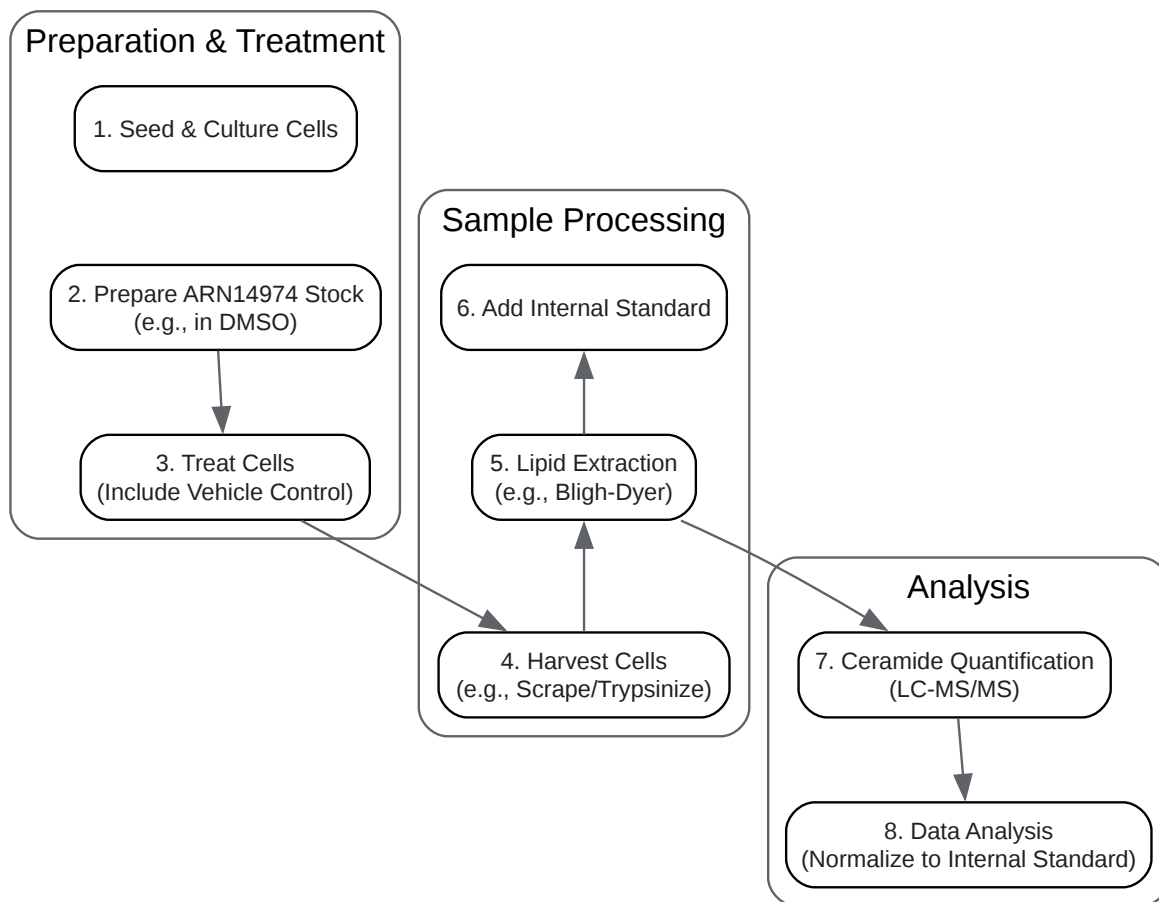 Preparation & Treatment
1. Seed & Culture Cells
2. Prepare ARN14974 Stock
(e.g., in DMSO)
3. Treat Cells
(Include Vehicle Control)
Sample Processing
6. Add Internal Standard
5. Lipid Extraction
(e.g., Bligh-Dyer)
4. Harvest Cells
(e.g., Scrape/Trypsinize)
Analysis
7. Ceramide Quantification
(LC-MS/MS)
8. Data Analysis
(Normalize to Internal Standard)